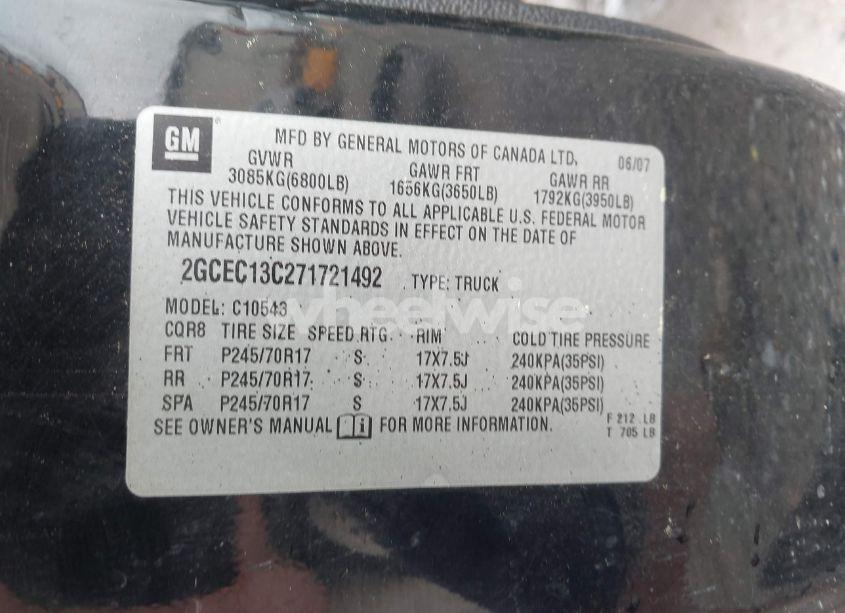 GM
MFD BY GENERAL MOTORS OF CANADA LTD. 06/07
GVWR GAWR FRT GAWR RR
3085KG(6800LB) 1656KG(3650LB) 1792KG(3950LB)
THIS VEHICLE CONFORMS TO ALL APPLICABLE U.S. FEDERAL MOTOR
VEHICLE SAFETY STANDARDS IN EFFECT ON THE DATE OF
MANUFACTURE SHOWN ABOVE.
2GCEC13C271721492 TYPE: TRUCK
MODEL: C10543
wheelwise
CQR8 TIRE SIZE SPEED RTG RIM COLD TIRE PRESSURE
FRT P245/70R17 S 17X7.5J 240KPA(35PSI)
RR P245/70R17 S 17X7.5J 240KPA(35PSI)
SPA P245/70R17 S 17X7.5J 240KPA(35PSI)
SEE OWNER'S MANUAL FOR MORE INFORMATION.
F 212 LB
T 705 LB